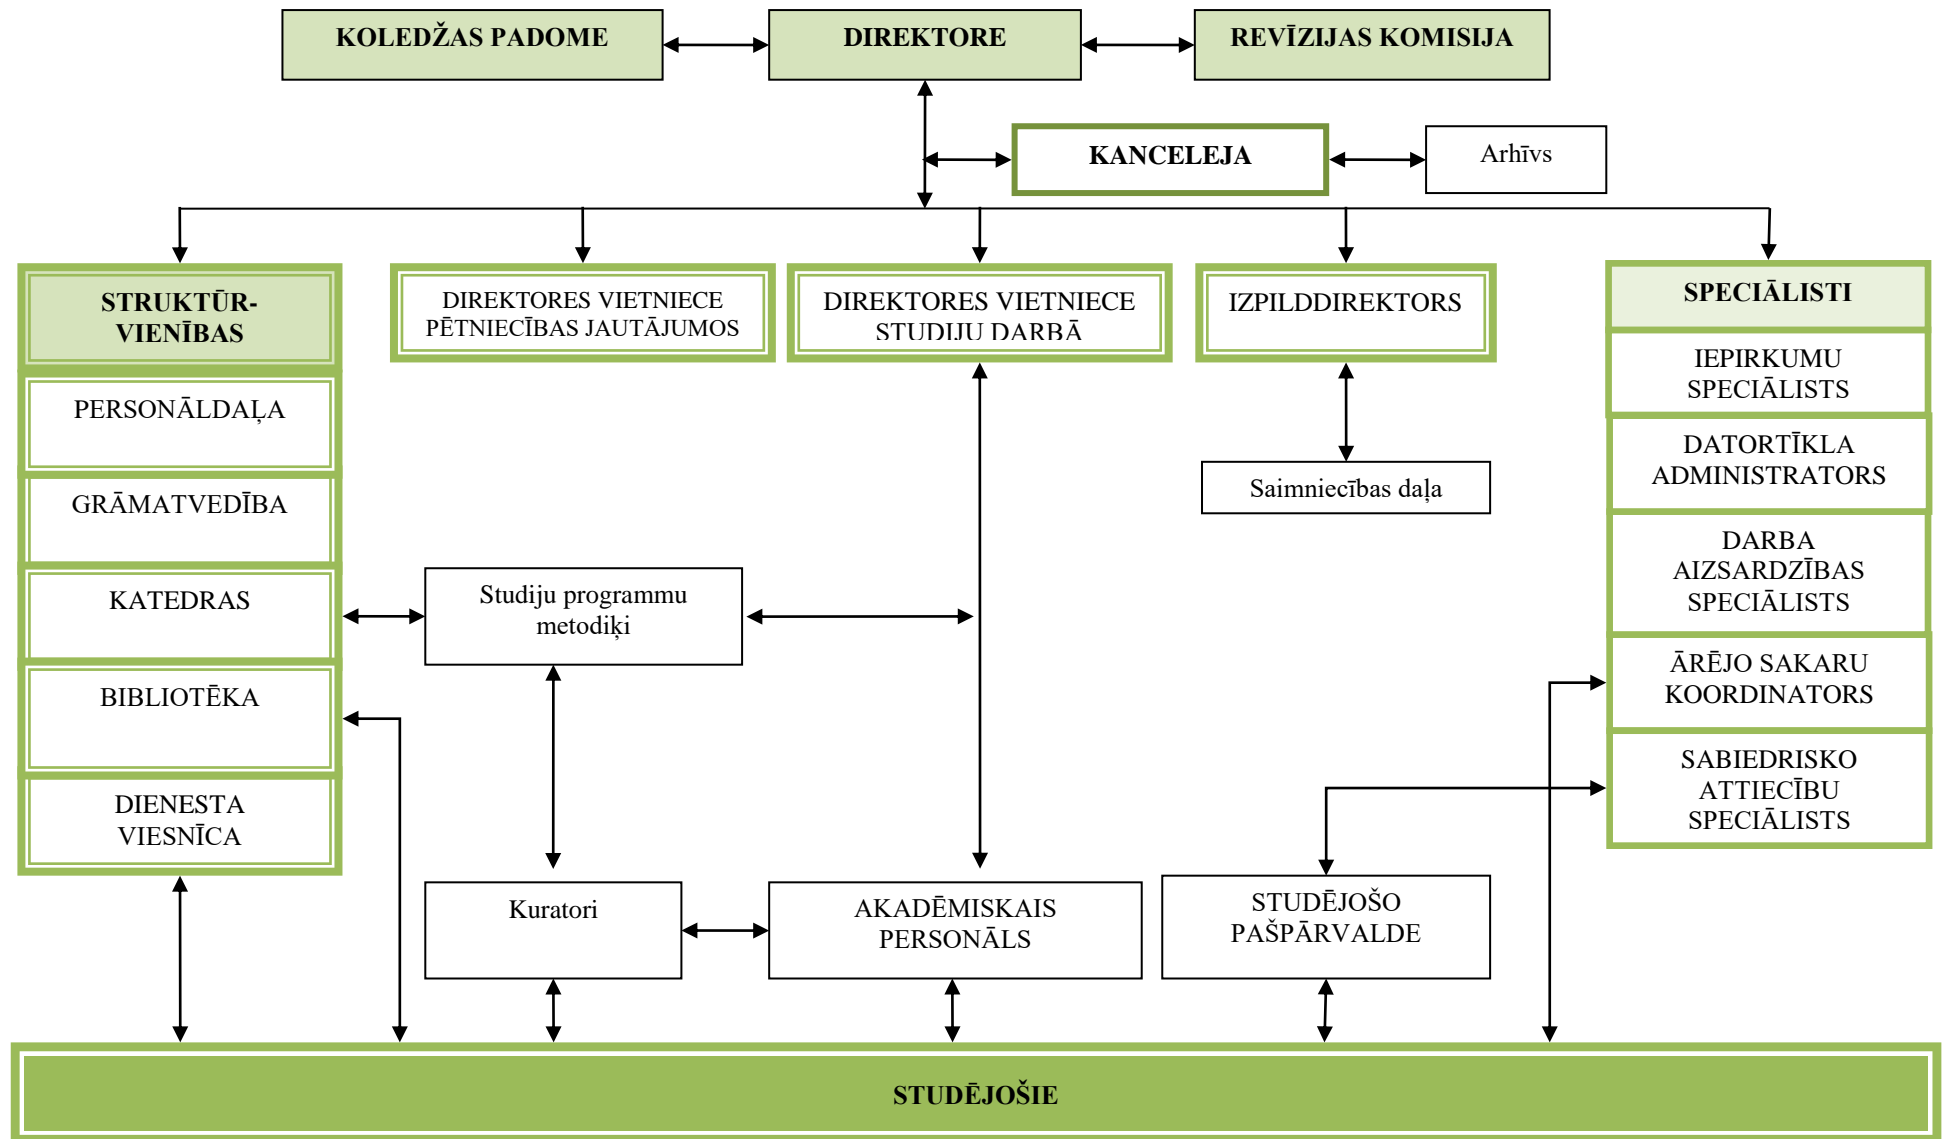 KOLEDŽAS PADOME
DIREKTORE
REVĪZIJAS KOMISIJA
KANCELEJA
Arhīvs
STRUKTŪR-
VIENĪBAS
DIREKTORES VIETNIECE
PĒTNIECĪBAS JAUTĀJUMOS
DIREKTORES VIETNIECE
STUDIJU DARBĀ
IZPILDDIREKTORS
SPECIĀLISTI
PERSONĀLDAĻA
GRĀMATVEDĪBA
KATEDRAS
BIBLIOTĒKA
DIENESTA
VIESNĪCA
IEPIRKUMU
SPECIĀLISTS
DATORTĪKLA
ADMINISTRATORS
DARBA
AIZSARDZĪBAS
SPECIĀLISTS
ĀRĒJO SAKARU
KOORDINATORS
SABIEDRISKO
ATTIECĪBU
SPECIĀLISTS
Saimniecības daļa
Studiju programmu
metodiķi
Kuratori
AKADĒMISKAIS
PERSONĀLS
STUDĒJOŠO
PAŠPĀRVALDE
STUDĒJOŠIE